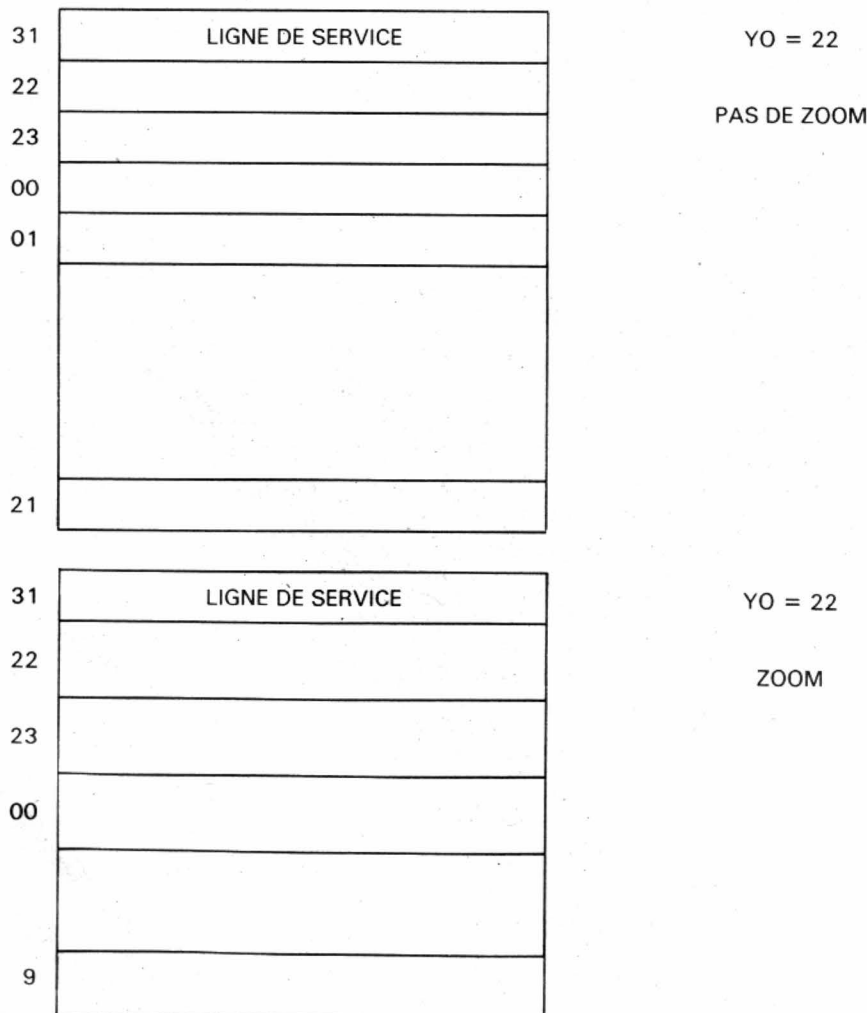 31 LIGNE DE SERVICE YO = 22
22
PAS DE ZOOM
23
00
01
21
31 LIGNE DE SERVICE YO = 22
22
ZOOM
23
00
9